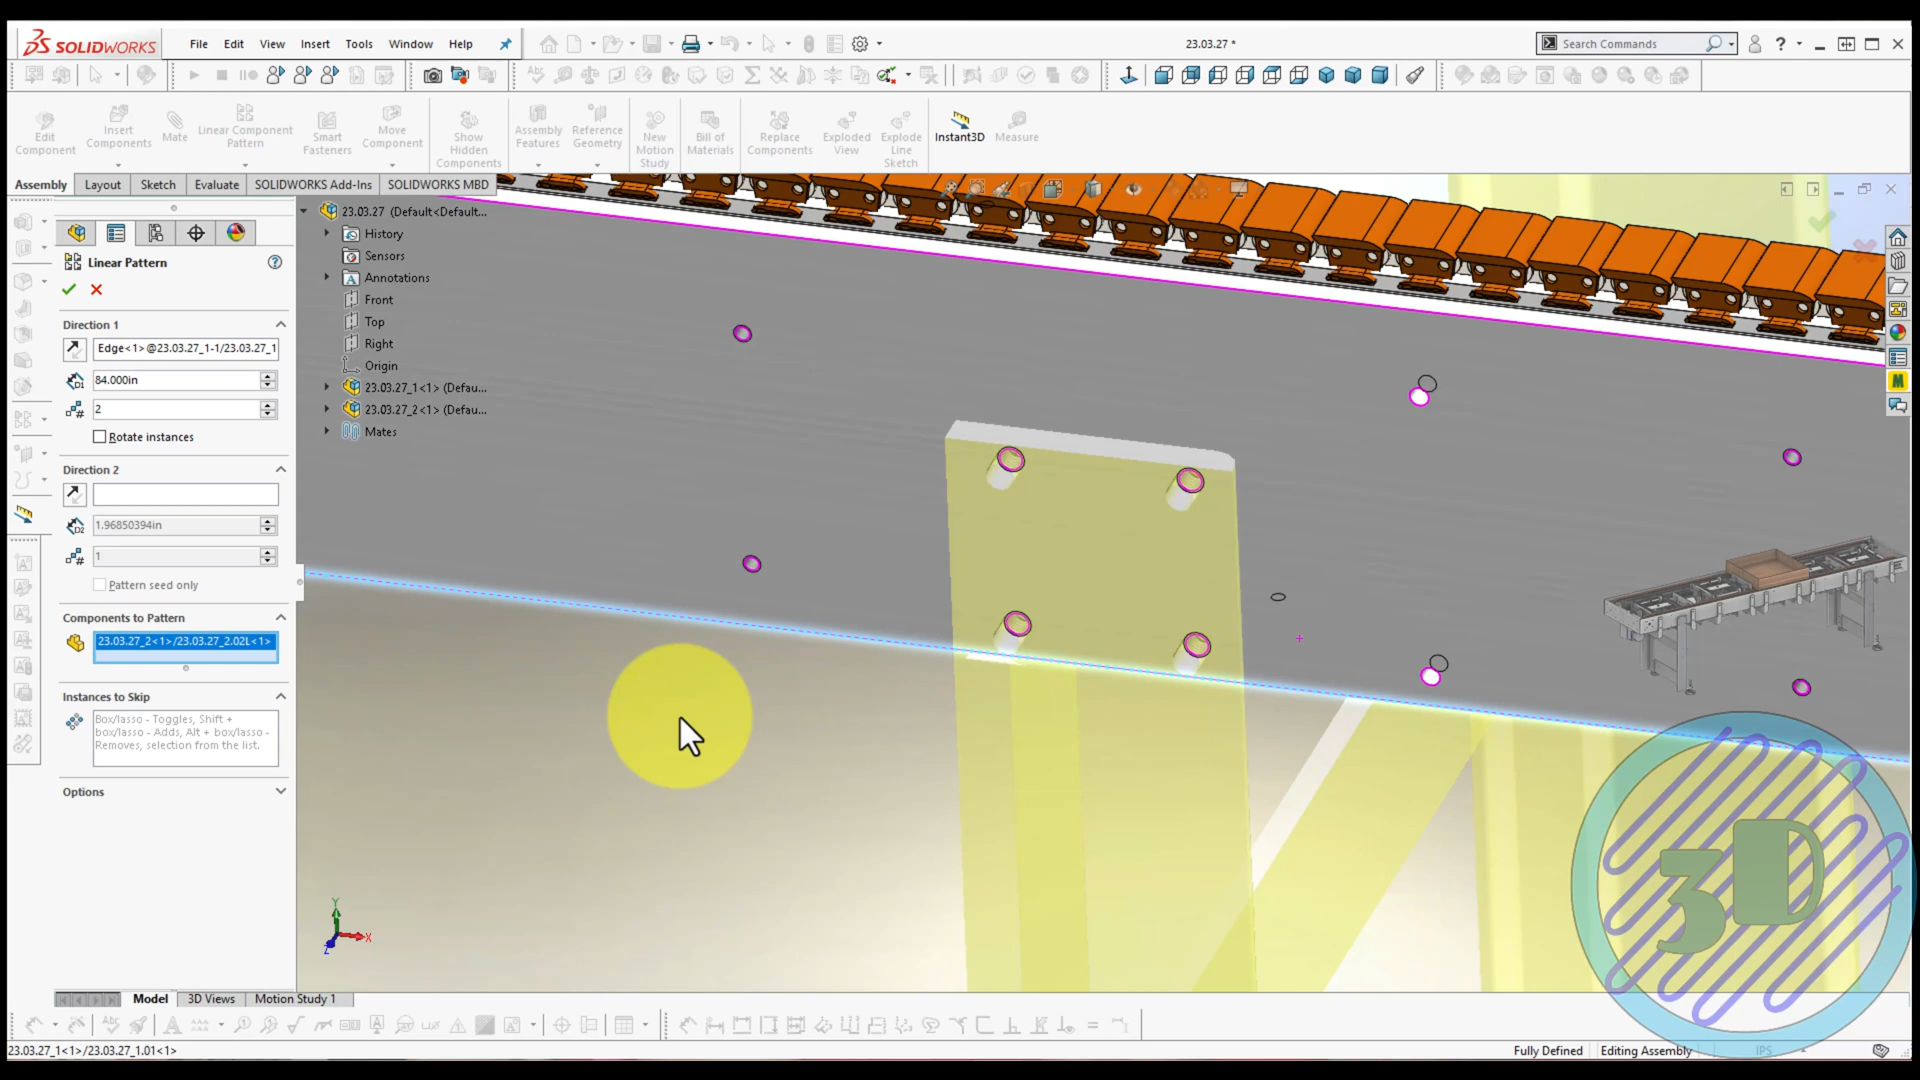 SOLIDWORKS
File Edit View Insert Tools Window Help
23.03.27 *
Search Commands
Edit Component
Insert Components
Mate
Linear Component Pattern
Smart Fasteners
Move Component
Show Hidden Components
Assembly Features
Reference Geometry
New Motion Study
Bill of Materials
Replace Components
Exploded View
Explode Line Sketch
Instant3D
Measure
Assembly Layout Sketch Evaluate SOLIDWORKS Add-Ins SOLIDWORKS MBD
Linear Pattern
Direction 1
Edge<1>@23.03.27_1-1/23.03.27_1
84.000in
2
Rotate instances
Direction 2
1.96850394in
1
Pattern seed only
Components to Pattern
23.03.27_2<1>/23.03.27_2.02L<1>
Instances to Skip
Box/lasso - Toggles, Shift +
box/lasso - Adds, Alt + box/lasso -
Removes, selection from the list.
Options
23.03.27 (Default<Default...
History
Sensors
Annotations
Front
Top
Right
Origin
23.03.27_1<1> (Defau...
23.03.27_2<1> (Defau...
Mates
Y
X
Z
3D
Model 3D Views Motion Study 1
23.03.27_1<1>/23.03.27_1.01<1>
Fully Defined Editing Assembly IPS